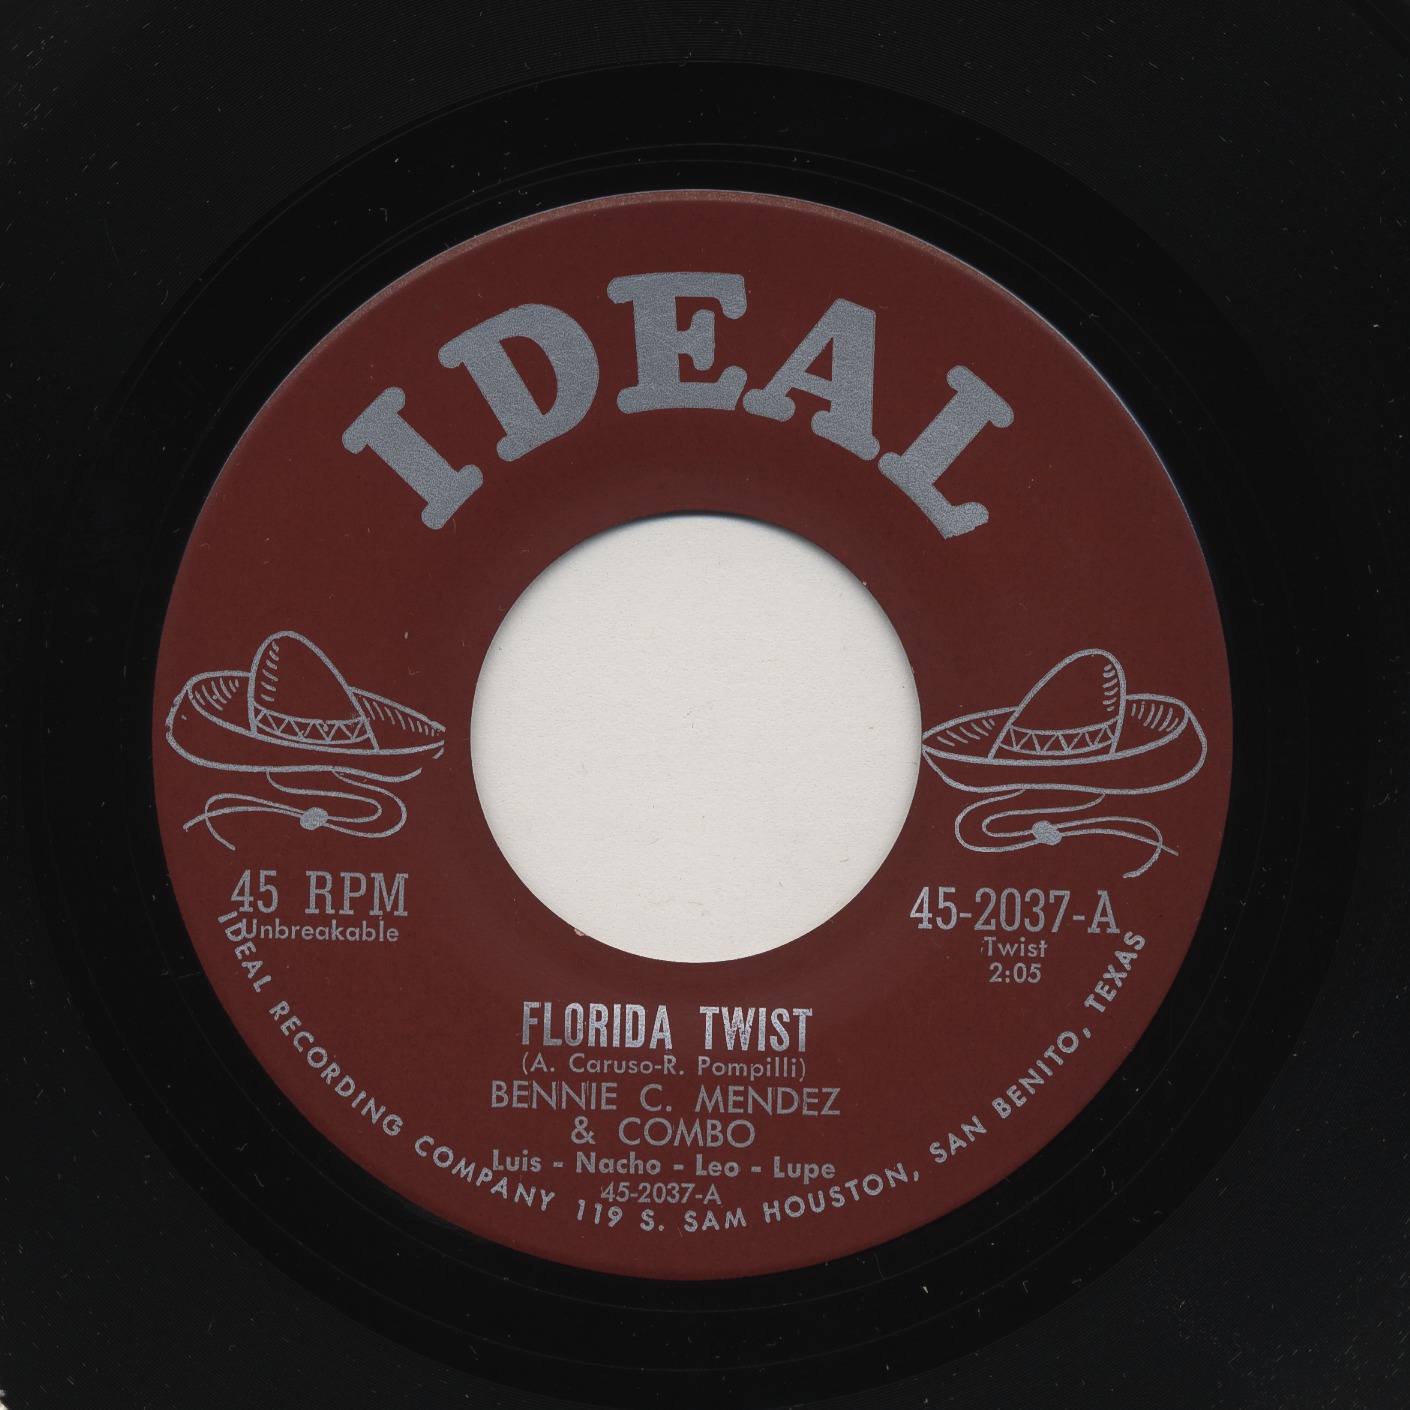 IDEAL
45 RPM
Unbreakable
45-2037-A
Twist
2:05
FLORIDA TWIST
(A. Caruso-R. Pompilli)
BENNIE C. MENDEZ
& COMBO
Luis - Nacho - Leo - Lupe
45-2037-A
IDEAL RECORDING COMPANY 119 S. SAM HOUSTON, SAN BENITO, TEXAS